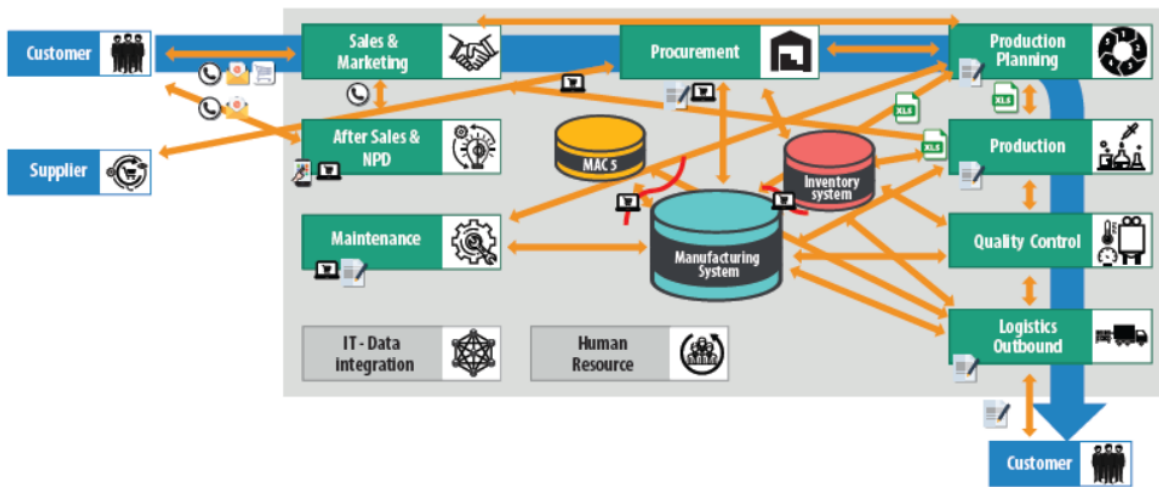 Customer
Sales &
Marketing
Procurement
Production
Planning
XLS
XLS
After Sales &
NPD
MAC 5
XLS
Production
Supplier
Inventory
system
Maintenance
Manufacturing
System
Quality Control
IT - Data
integration
Human
Resource
Logistics
Outbound
Customer